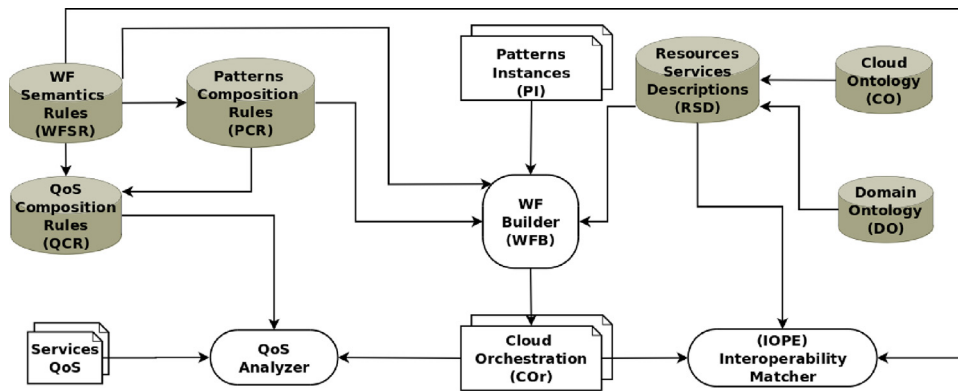 WF
Semantics
Rules
(WFSR)
Patterns
Composition
Rules
(PCR)
Patterns
Instances
(PI)
Resources
Services
Descriptions
(RSD)
Cloud
Ontology
(CO)
QoS
Composition
Rules
(QCR)
WF
Builder
(WFB)
Domain
Ontology
(DO)
Services
QoS
QoS
Analyzer
Cloud
Orchestration
(COr)
(IOPE)
Interoperability
Matcher